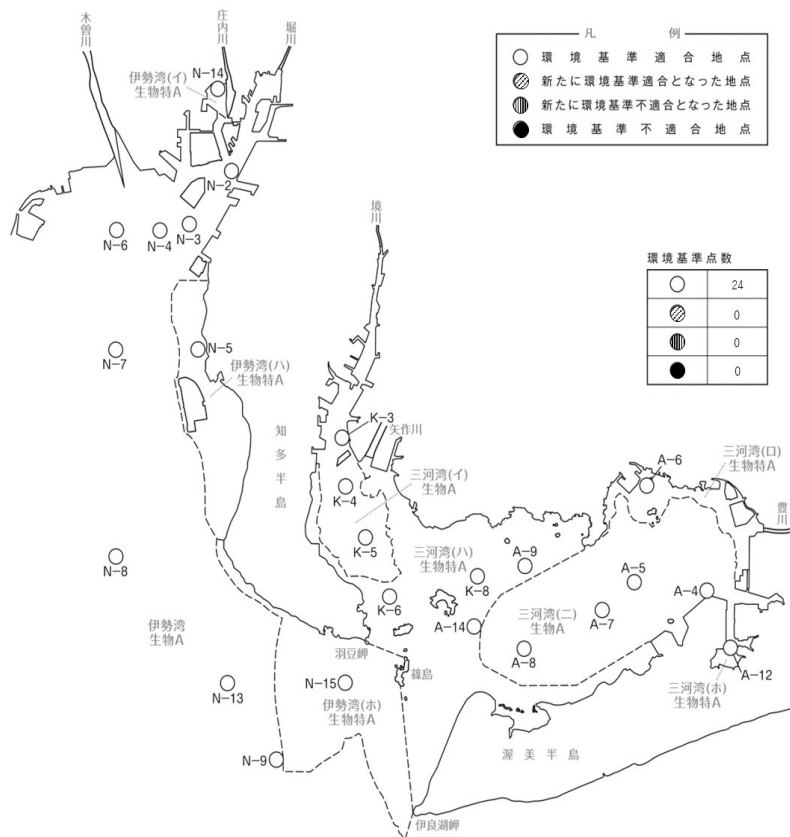 凡例
環境基準適合地点
新たに環境基準適合となった地点
新たに環境基準不適合となった地点
環境基準不適合地点
木曽川
庄内川
堀川
伊勢湾(イ)
生物特A
N-14
N-2
N-3
N-4
N-6
境川
環境基準点数
24
0
0
0
N-7
N-5
伊勢湾(ハ)
生物特A
知多半島
K-3
矢作川
三河湾(イ)
生物A
K-4
K-5
A-6
三河湾(ロ)
生物特A
豊川
三河湾(ハ)
生物特A
A-9
K-8
A-5
A-4
N-8
K-6
A-14
三河湾(ニ)
生物A
A-7
A-8
伊勢湾
生物A
羽豆岬
篠島
A-12
三河湾(ホ)
生物特A
N-13
N-15
伊勢湾(ホ)
生物特A
N-9
渥美半島
伊良湖岬